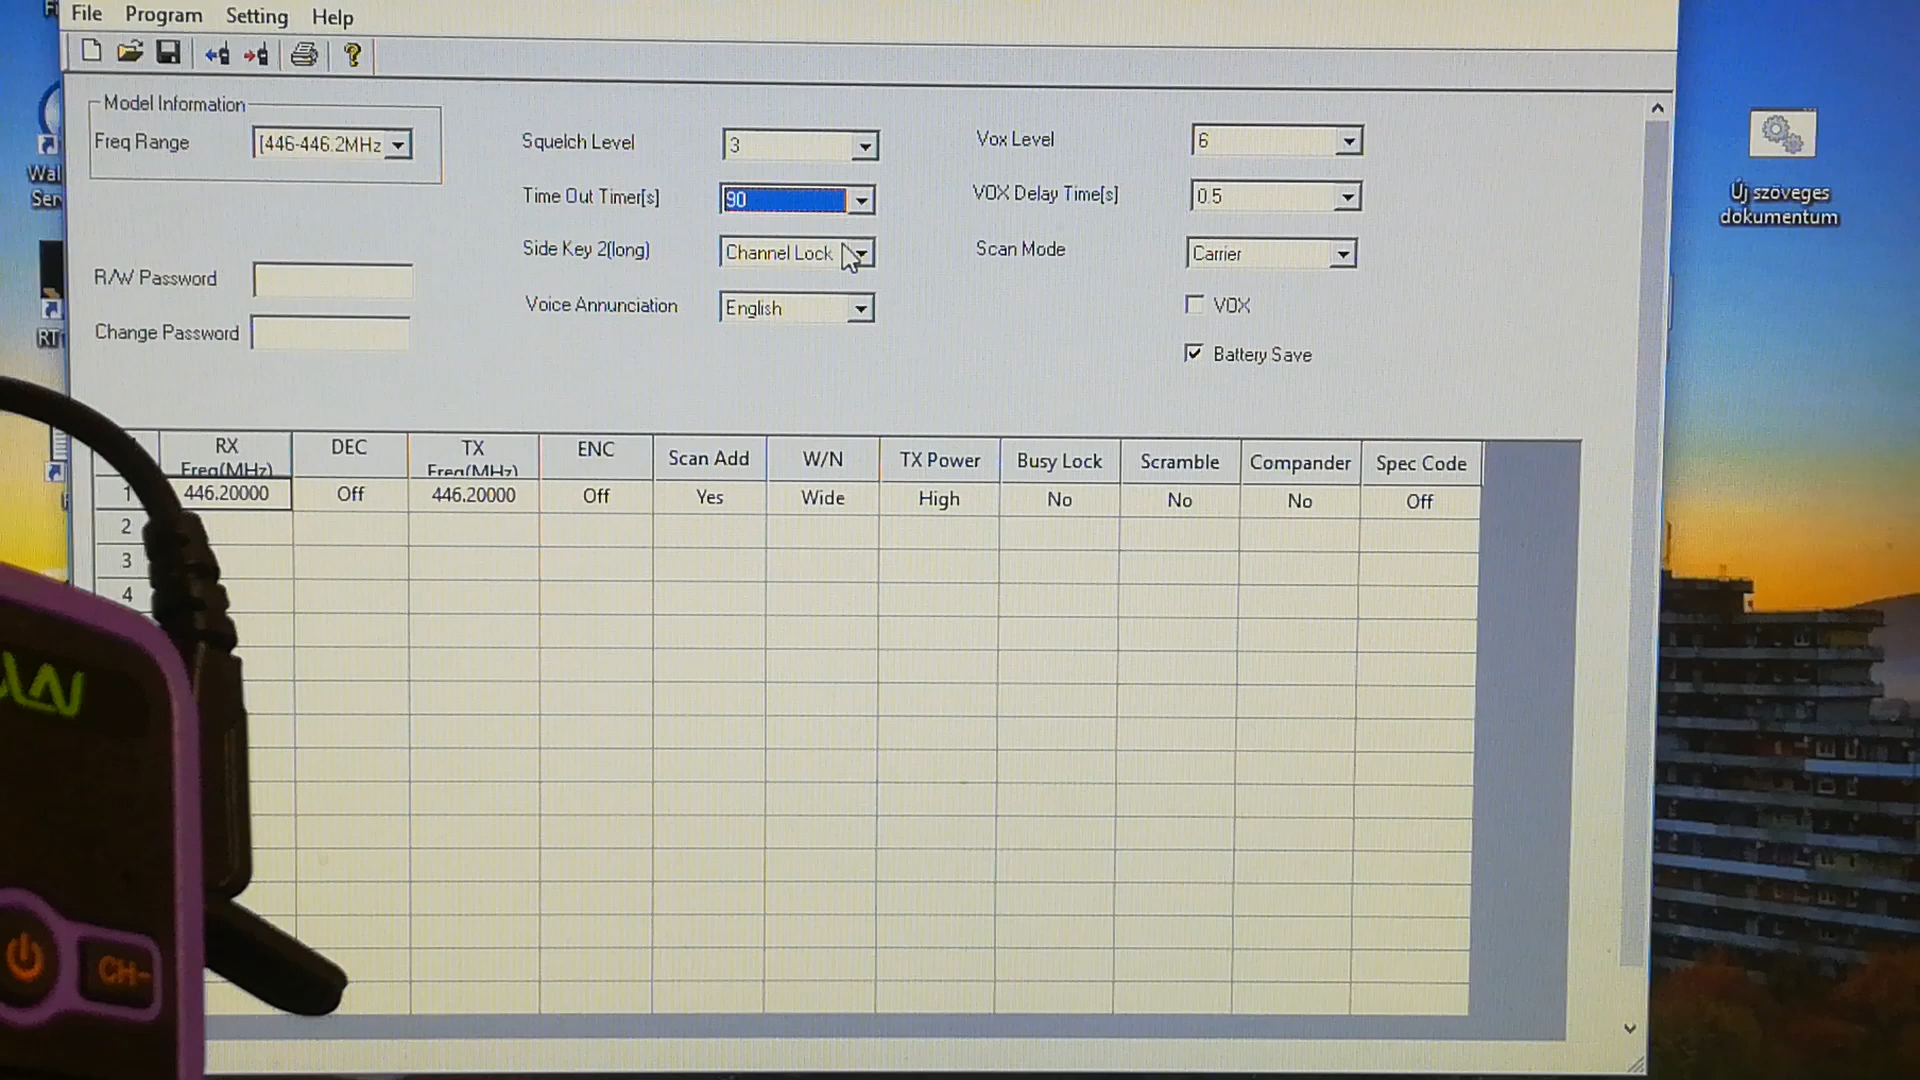 File Program Setting Help
Model Information
Freq Range [446-446.2MHz
Squelch Level 3
Vox Level 6
Time Out Timer[s] 90
VOX Delay Time[s] 0.5
Side Key 2(long) Channel Lock
Scan Mode Carrier
R/W Password
Voice Annunciation English
VOX
Change Password
Battery Save
RX Freq(MHz) DEC TX Freq(MHz) ENC Scan Add W/N TX Power Busy Lock Scramble Compander Spec Code
1 446.20000 Off 446.20000 Off Yes Wide High No No No Off
2
3
4
Új szöveges
dokumentum
CH-